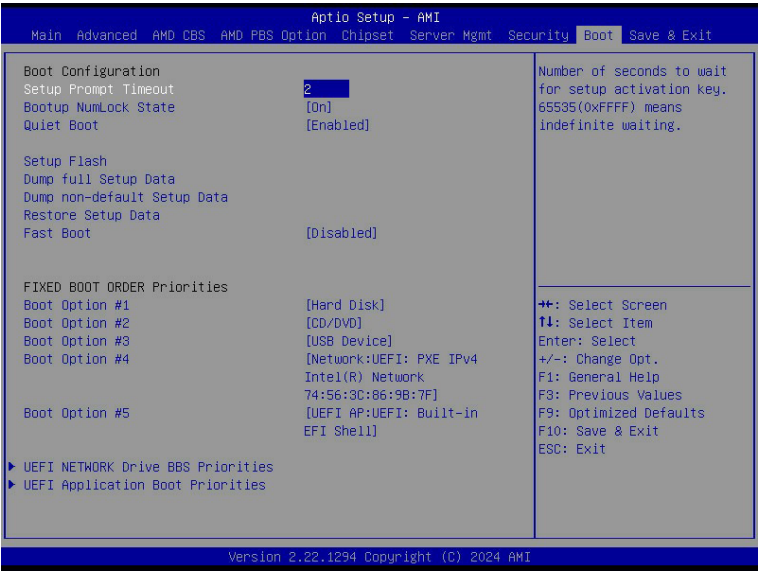 Aptio Setup - AMI
Main Advanced AMD CBS AMD PBS Option Chipset Server Mgmt Security Boot Save & Exit
Boot Configuration
Setup Prompt Timeout 2
Bootup NumLock State [On]
Quiet Boot [Enabled]
Setup Flash
Dump full Setup Data
Dump non-default Setup Data
Restore Setup Data
Fast Boot [Disabled]
FIXED BOOT ORDER Priorities
Boot Option #1 [Hard Disk]
Boot Option #2 [CD/DVD]
Boot Option #3 [USB Device]
Boot Option #4 [Network:UEFI: PXE IPv4
Intel(R) Network
74:56:3C:86:9B:7F]
Boot Option #5 [UEFI AP:UEFI: Built-in
EFI Shell]
UEFI NETWORK Drive BBS Priorities
UEFI Application Boot Priorities
Number of seconds to wait
for setup activation key.
65535(0xFFFF) means
indefinite waiting.
→←: Select Screen
↑↓: Select Item
Enter: Select
+/-: Change Opt.
F1: General Help
F3: Previous Values
F9: Optimized Defaults
F10: Save & Exit
ESC: Exit
Version 2.22.1294 Copyright (C) 2024 AMI